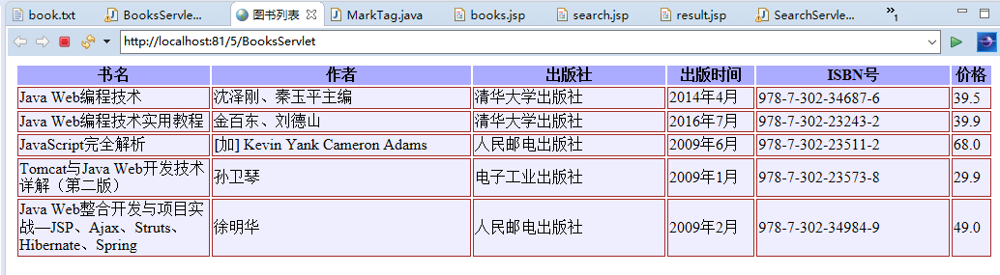 book.txt BooksServle... 图书列表 MarkTag.java books.jsp search.jsp result.jsp SearchServle... »1
http://localhost:81/5/BooksServlet
书名 作者 出版社 出版时间 ISBN号 价格
Java Web编程技术 沈泽刚、秦玉平主编 清华大学出版社 2014年4月 978-7-302-34687-6 39.5
Java Web编程技术实用教程 金百东、刘德山 清华大学出版社 2016年7月 978-7-302-23243-2 39.9
JavaScript完全解析 [加] Kevin Yank Cameron Adams 人民邮电出版社 2009年6月 978-7-302-23511-2 68.0
Tomcat与Java Web开发技术
详解（第二版） 孙卫琴 电子工业出版社 2009年1月 978-7-302-23573-8 29.9
Java Web整合开发与项目实
战—JSP、Ajax、Struts、 徐明华 人民邮电出版社 2009年2月 978-7-302-34984-9 49.0
Hibernate、Spring